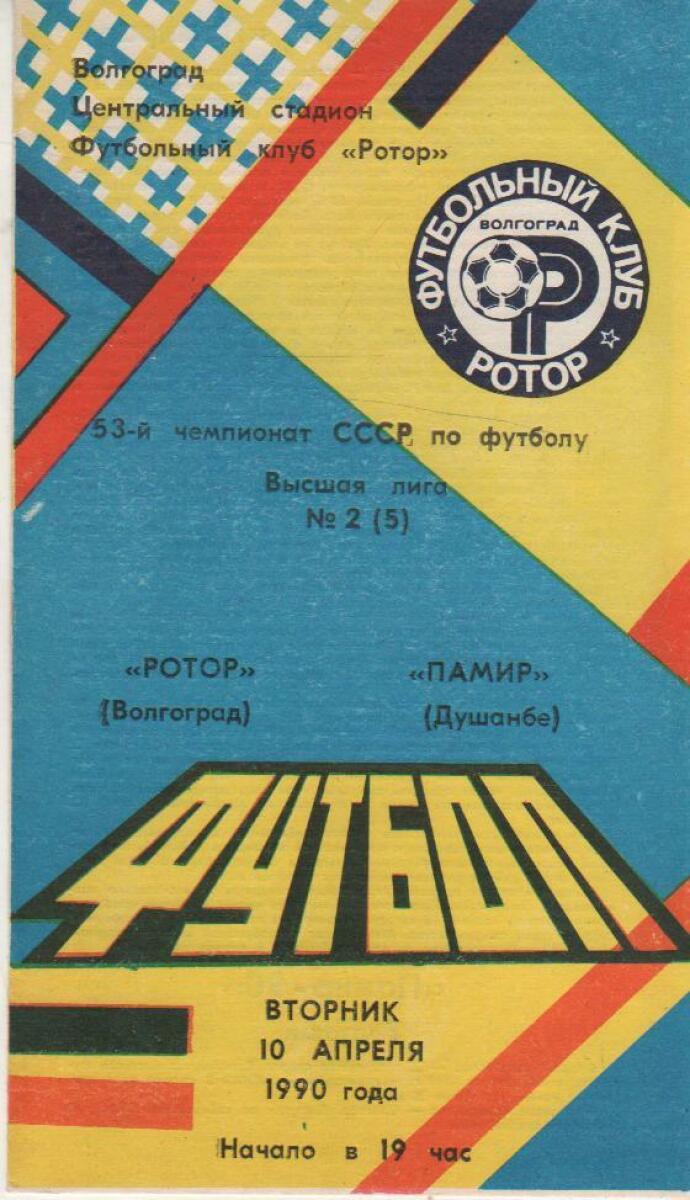 Волгоград
Центральный стадион
Футбольный клуб «Ротор»
ФУТБОЛЬНЫЙ КЛУБ
ВОЛГОГРАД
РОТОР
53-й чемпионат СССР по футболу
Высшая лига
№ 2 (5)
«РОТОР» «ПАМИР»
(Волгоград) (Душанбе)
ФУТБОЛ
ВТОРНИК
10 АПРЕЛЯ
1990 года
Начало в 19 час